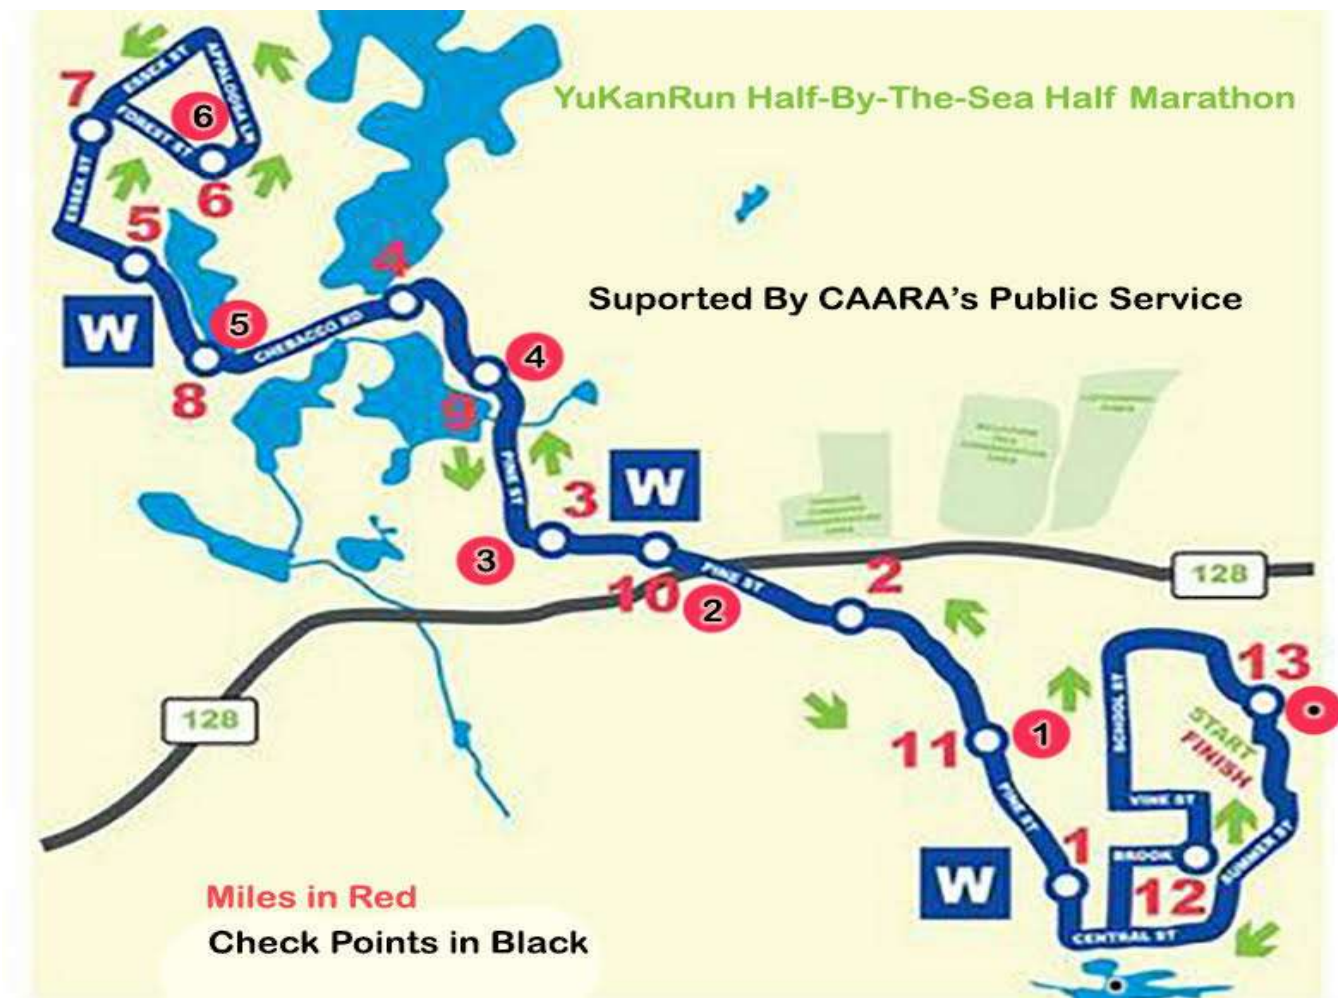 YuKanRun Half-By-The-Sea Half Marathon
ESSEX ST
APPALOOSA LN
7
6
FOREST ST
6
ESSEX ST
5
4
Suported By CAARA's Public Service
W
5
CHEBACCO RD
4
8
9
PINE ST
3
W
3
128
PINE ST
2
10
2
13
128
SCHOOL ST
START
FINISH
11
1
PINE ST
VINE ST
1
BROOK
SUMMER ST
W
12
Miles in Red
CENTRAL ST
Check Points in Black